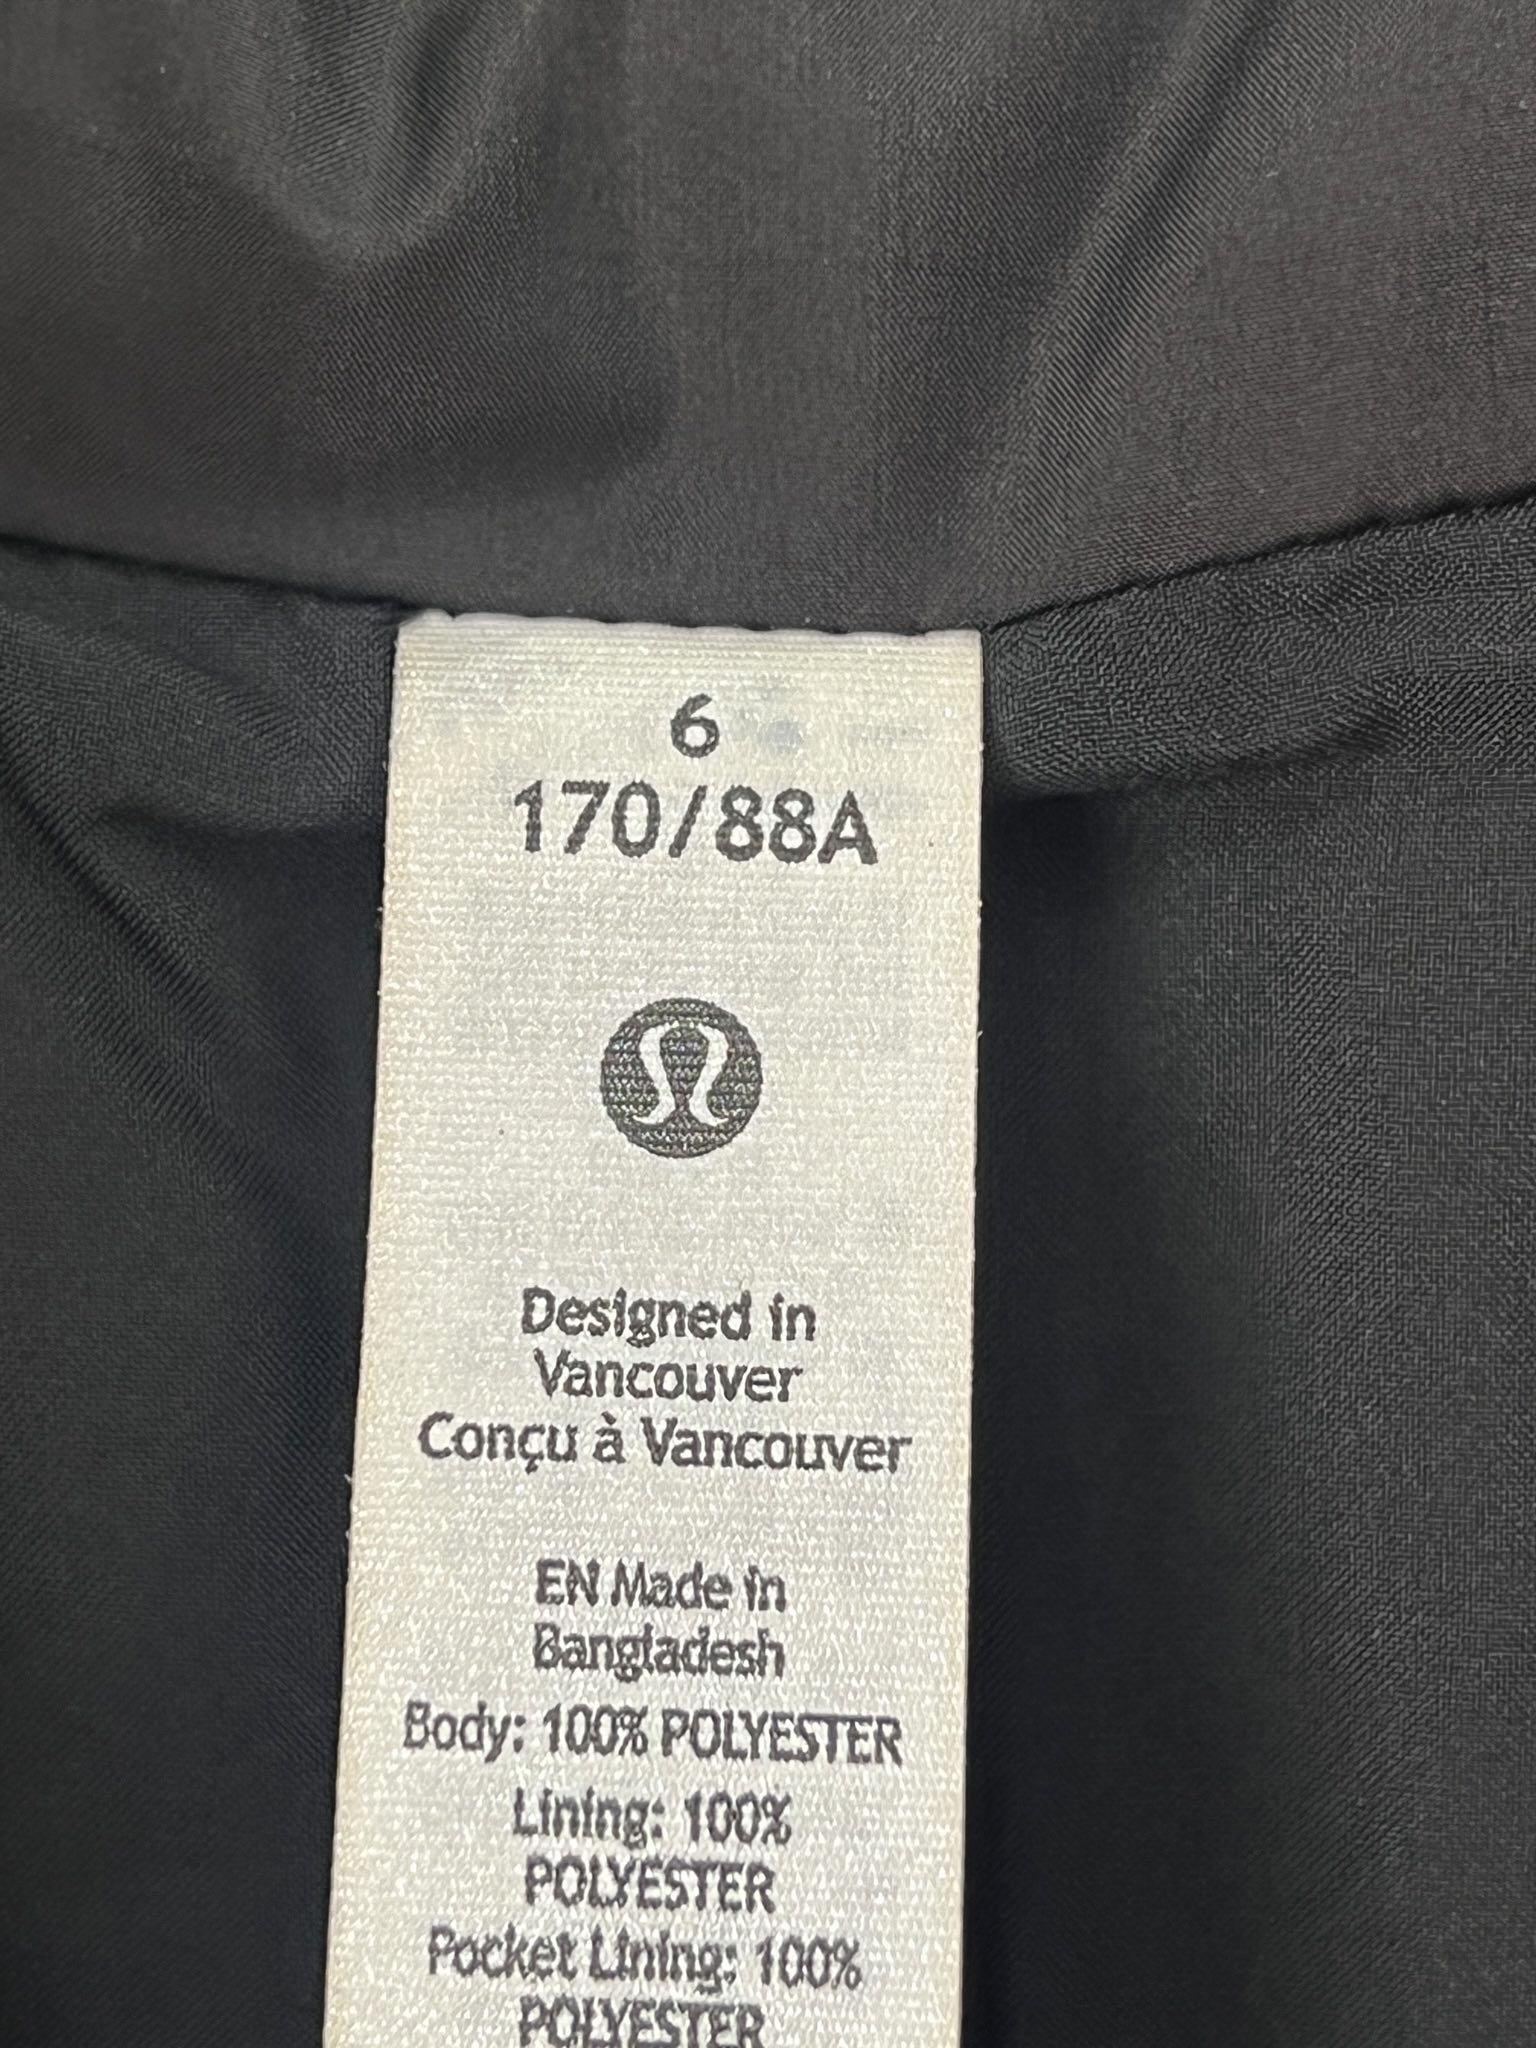 6
170/88A
Designed in
Vancouver
Conçu à Vancouver
EN Made in
Bangladesh
Body: 100% POLYESTER
Lining: 100%
POLYESTER
Pocket Lining: 100%
POLYESTER